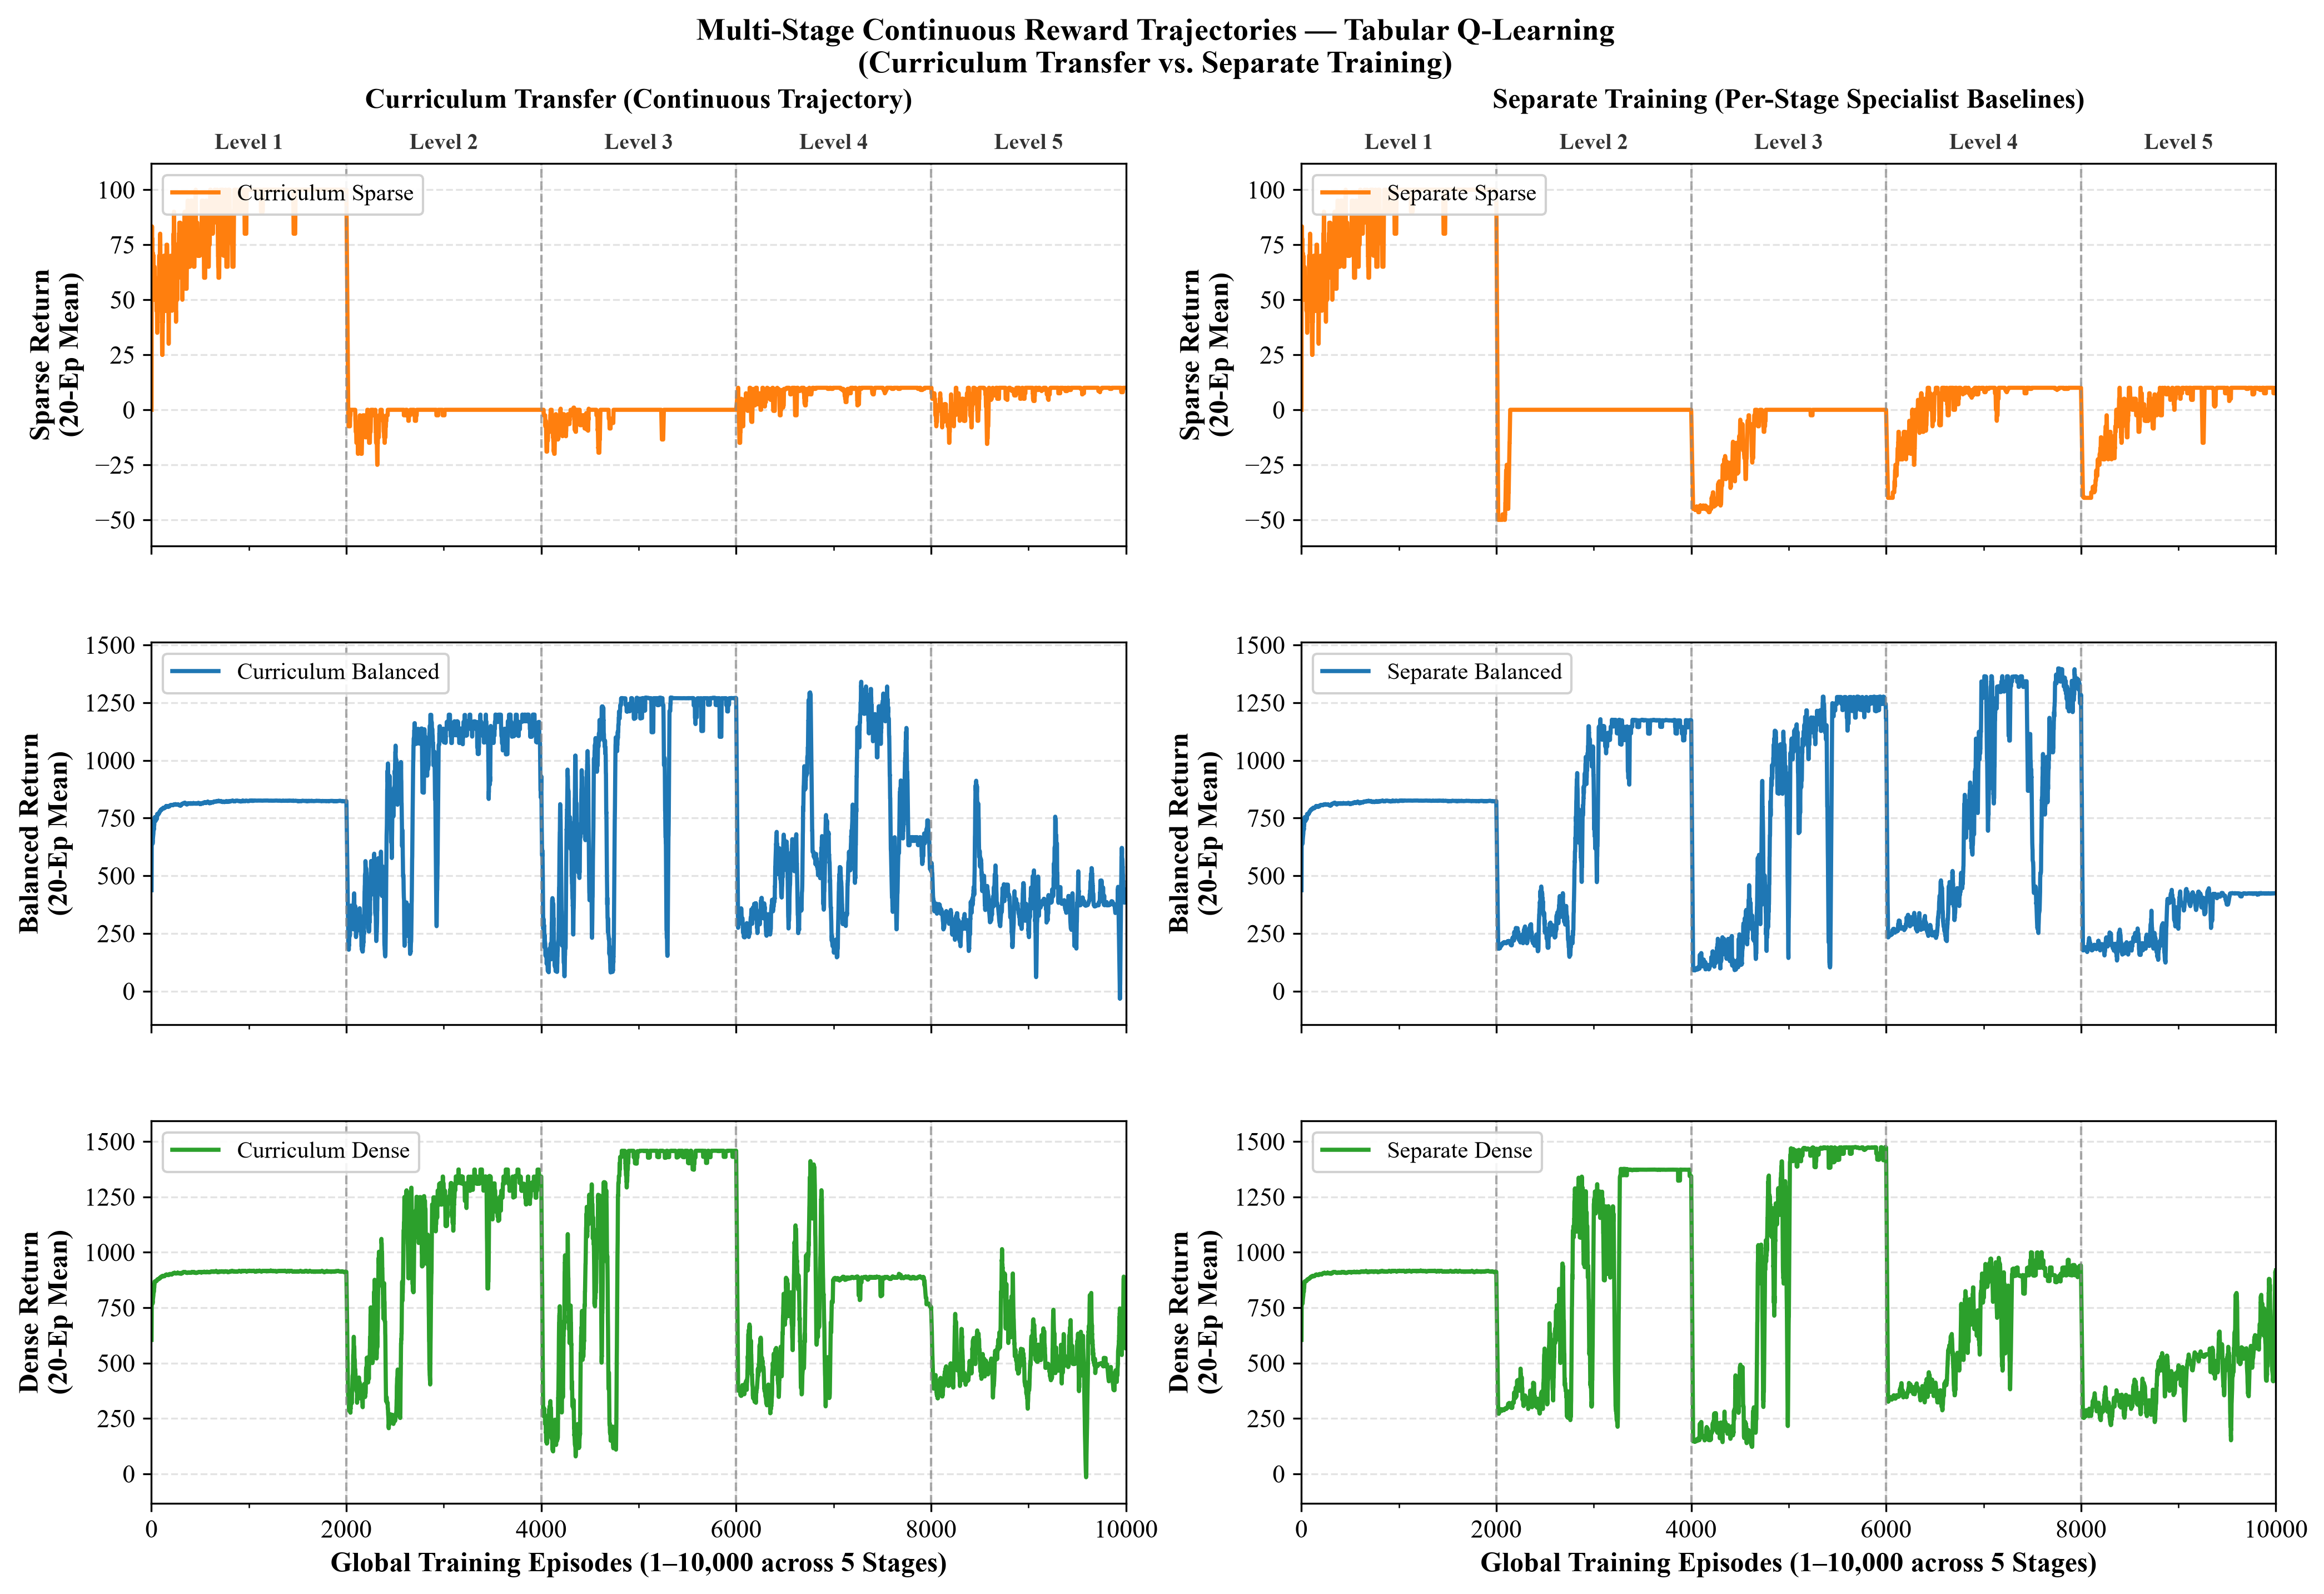 Multi-Stage Continuous Reward Trajectories — Tabular Q-Learning
(Curriculum Transfer vs. Separate Training)
Curriculum Transfer (Continuous Trajectory)
Level 1 Level 2 Level 3 Level 4 Level 5
Curriculum Sparse
Sparse Return
(20-Ep Mean)
100
75
50
25
0
−25
−50
Separate Training (Per-Stage Specialist Baselines)
Level 1 Level 2 Level 3 Level 4 Level 5
Separate Sparse
Sparse Return
(20-Ep Mean)
100
75
50
25
0
−25
−50
Curriculum Balanced
Balanced Return
(20-Ep Mean)
1500
1250
1000
750
500
250
0
Separate Balanced
Balanced Return
(20-Ep Mean)
1500
1250
1000
750
500
250
0
Curriculum Dense
Dense Return
(20-Ep Mean)
1500
1250
1000
750
500
250
0
0 2000 4000 6000 8000 10000
Global Training Episodes (1–10,000 across 5 Stages)
Separate Dense
Dense Return
(20-Ep Mean)
1500
1250
1000
750
500
250
0
0 2000 4000 6000 8000 10000
Global Training Episodes (1–10,000 across 5 Stages)